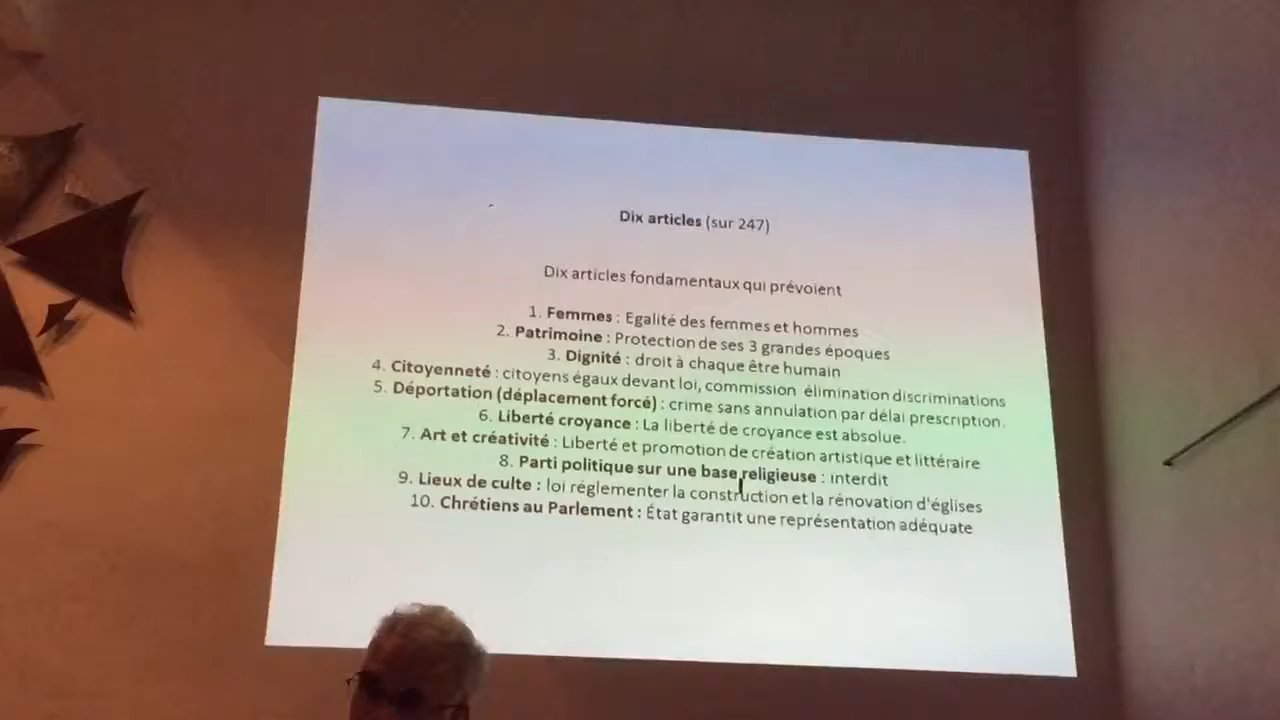 Dix articles (sur 247)
Dix articles fondamentaux qui prévoient
1. Femmes : Egalité des femmes et hommes
2. Patrimoine : Protection de ses 3 grandes époques
3. Dignité : droit à chaque être humain
4. Citoyenneté : citoyens égaux devant loi, commission élimination discriminations
5. Déportation (déplacement forcé) : crime sans annulation par délai prescription.
6. Liberté croyance : La liberté de croyance est absolue.
7. Art et créativité : Liberté et promotion de création artistique et littéraire
8. Parti politique sur une base religieuse : interdit
9. Lieux de culte : loi réglementer la construction et la rénovation d'églises
10. Chrétiens au Parlement : État garantit une représentation adéquate